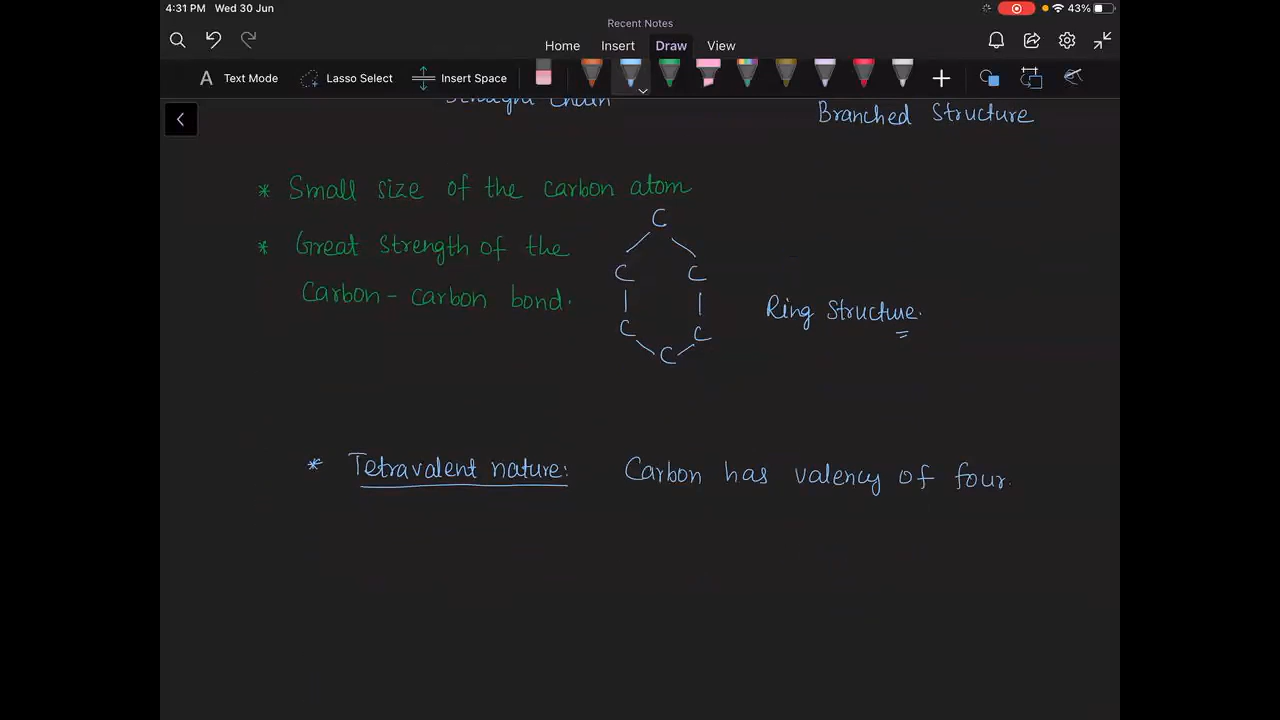 4:31 PM Wed 30 Jun
43%
Recent Notes
Home Insert Draw View
Text Mode Lasso Select Insert Space
Straight Chain
Branched Structure
* Small size of the carbon atom
* Great Strength of the
Carbon - carbon bond.
C
C C
C C
C
Ring Structure.
* Tetravalent nature: Carbon has valency of four.